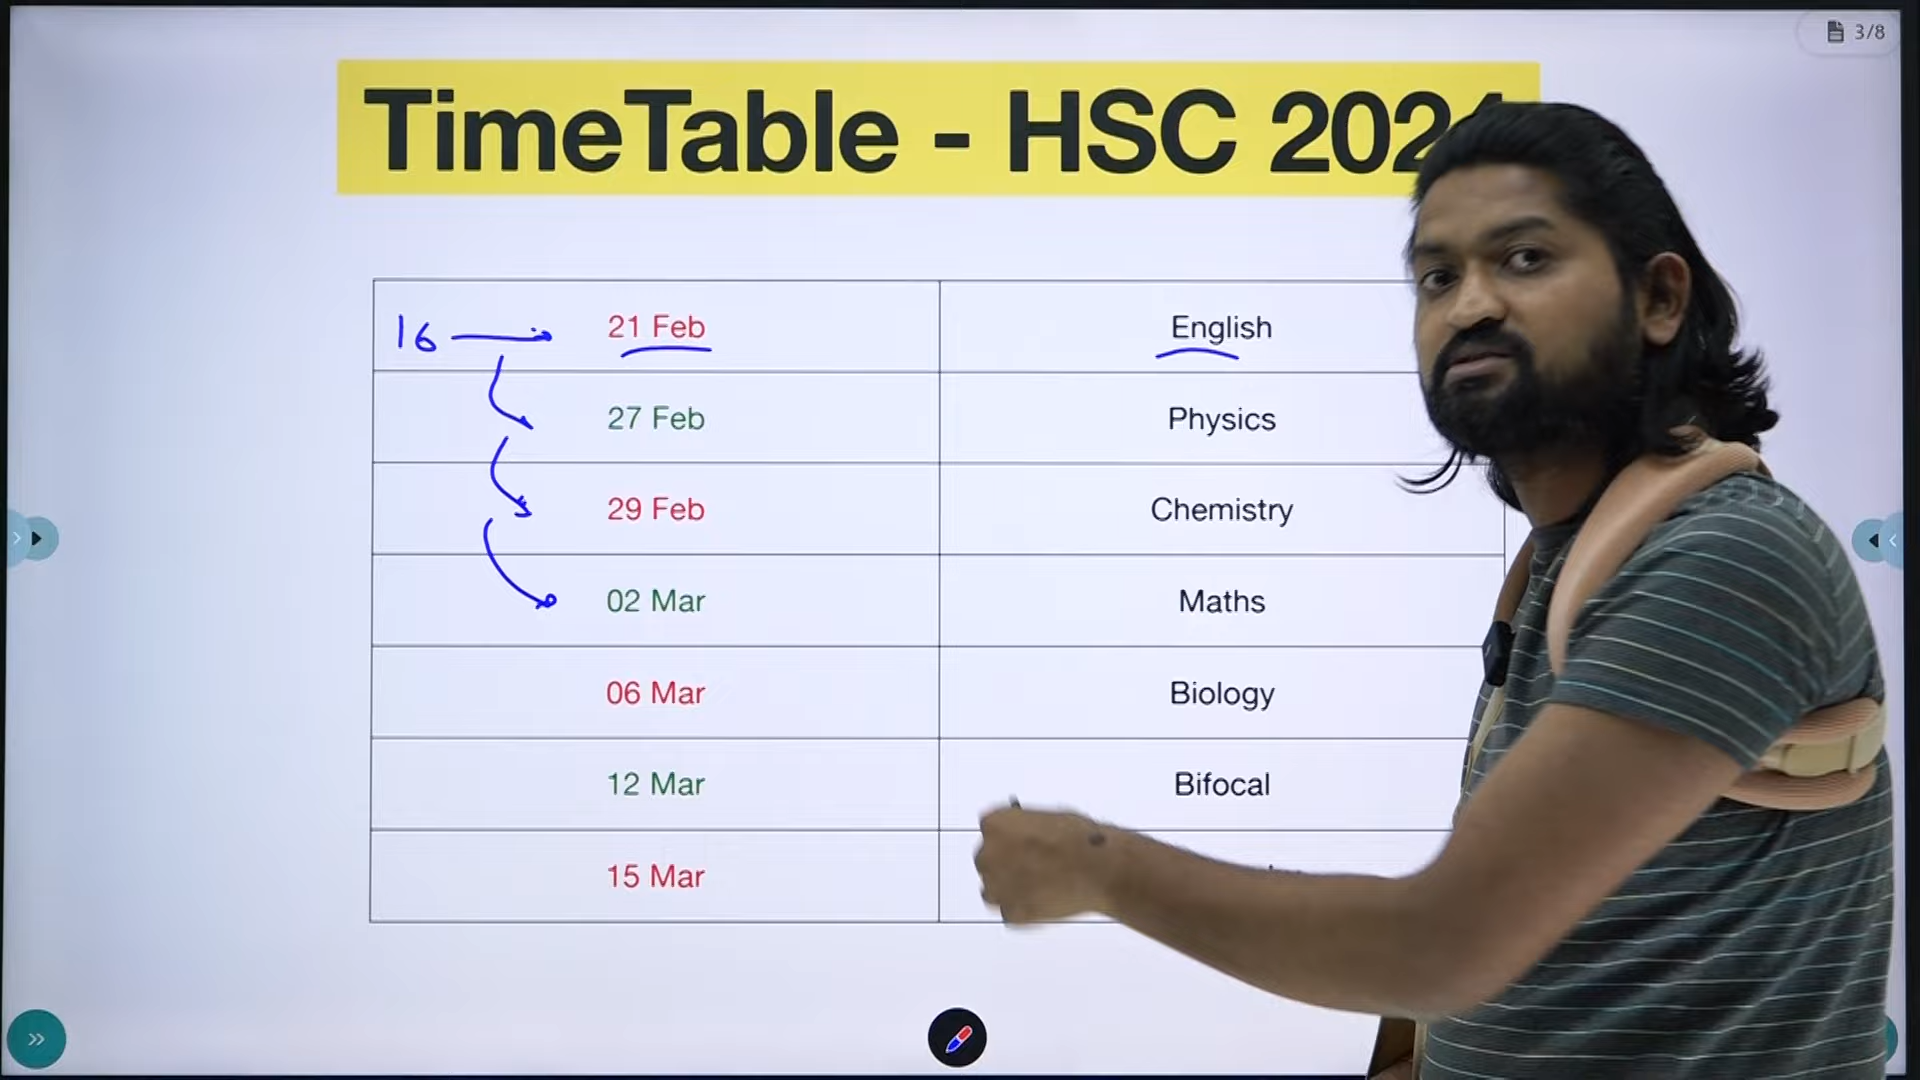 3/8
TimeTable - HSC 202
16 21 Feb English
27 Feb Physics
29 Feb Chemistry
02 Mar Maths
06 Mar Biology
12 Mar Bifocal
15 Mar